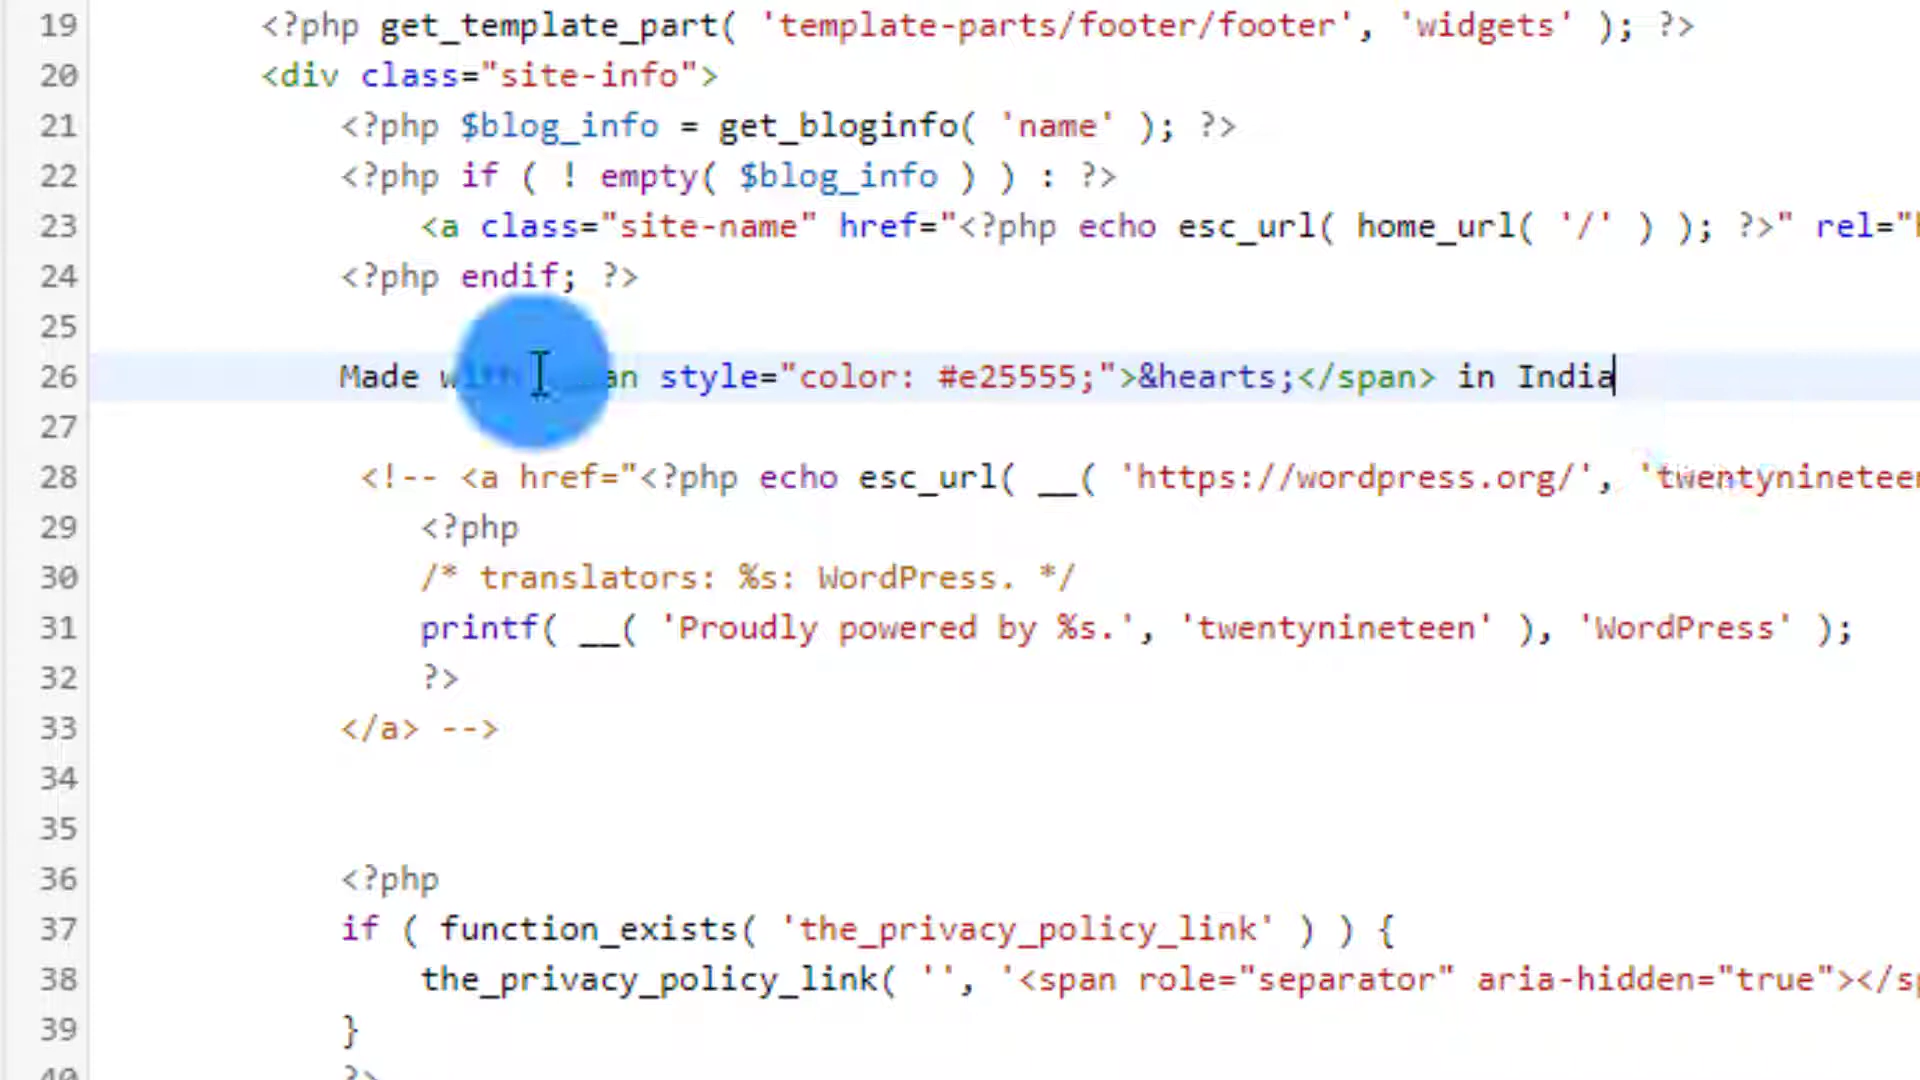 19 <?php get_template_part( 'template-parts/footer/footer', 'widgets' ); ?>
20 <div class="site-info">
21 <?php $blog_info = get_bloginfo( 'name' ); ?>
22 <?php if ( ! empty( $blog_info ) ) : ?>
23 <a class="site-name" href="<?php echo esc_url( home_url( '/' ) ); ?>" rel="
24 <?php endif; ?>
25
26 Made with an style="color: #e25555;">&hearts;</span> in India
27
28 <!-- <a href="<?php echo esc_url( __( 'https://wordpress.org/', 'twentynineteen
29 <?php
30 /* translators: %s: WordPress. */
31 printf( __( 'Proudly powered by %s.', 'twentynineteen' ), 'WordPress' );
32 ?>
33 </a> -->
34
35
36 <?php
37 if ( function_exists( 'the_privacy_policy_link' ) ) {
38 the_privacy_policy_link( '', '<span role="separator" aria-hidden="true"></sp
39 }
40 ?>